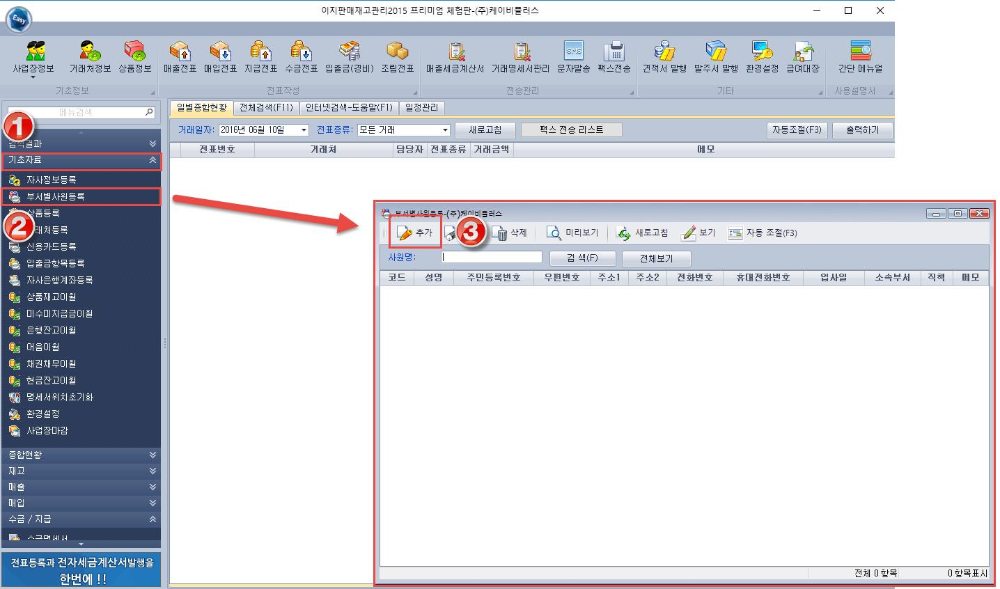 이지판매재고관리2015 프리미엄 체험판-(주)케이비플러스
Easy
사업장정보 거래처정보 상품정보 매출전표 매입전표 지급전표 수금전표 입출금(경비) 조립전표 매출세금계산서 거래명세서관리 문자발송 팩스전송 견적서 발행 발주서 발행 환경설정 급여대장 간단 메뉴얼
SMS
기초정보 전표작성 전송관리 기타 사용설명서
메뉴검색
일별종합현황 전체검색(F11) 인터넷검색-도움말(F1) 일정관리
거래일자: 2016년 06월 10일 전표종류: 모든 거래 새로고침 팩스 전송 리스트 자동조절(F3) 출력하기
전표번호 거래처 담당자 전표종류 거래금액 메모
1
검색결과
기초자료
자사정보등록
부서별사원등록
상품등록
2
래처등록
신용카드등록
입출금항목등록
자사은행계좌등록
상품재고이월
미수미지급금이월
은행잔고이월
어음이월
채권채무이월
현금잔고이월
명세서위치초기화
환경설정
사업장마감
종합현황
재고
매출
매입
수금 / 지급
수금명세서
전표등록과 전자세금계산서발행을
한번에 !!
부서별사원등록-(주)케이비플러스
추가 3 삭제 미리보기 새로고침 보기 자동 조절(F3)
사원명: 검 색(F) 전체보기
코드 성명 주민등록번호 우편번호 주소1 주소2 전화번호 휴대전화번호 입사일 소속부서 직책 메모
전체 0 항목 0 항목표시